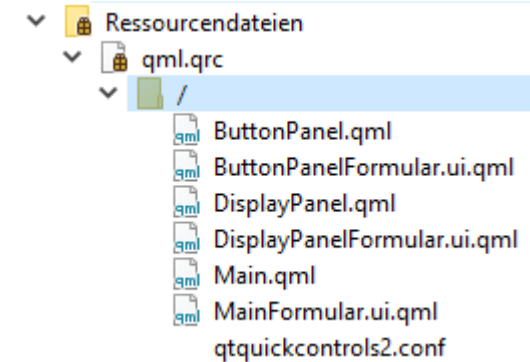 Ressourcendateien
qml.qrc
/
ButtonPanel.qml
ButtonPanelFormular.ui.qml
DisplayPanel.qml
DisplayPanelFormular.ui.qml
Main.qml
MainFormular.ui.qml
qtquickcontrols2.conf